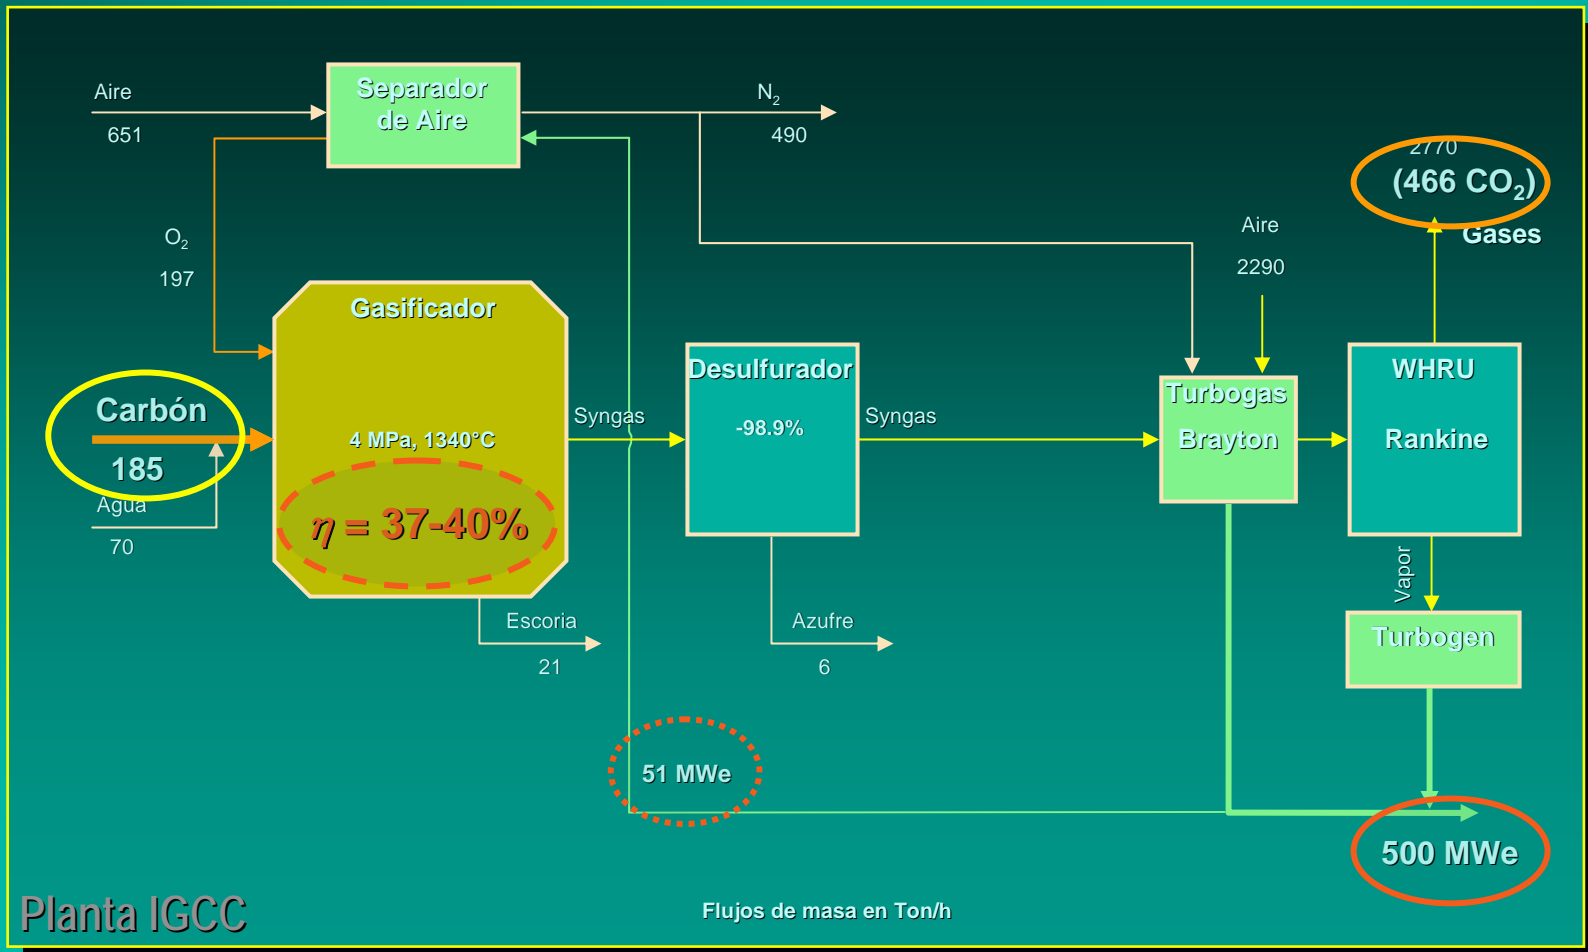 Aire
651
Separador
de Aire
N2
490
2770
(466 CO2)
Gases
O2
197
Aire
2290
Gasificador
4 MPa, 1340°C
η = 37-40%
Carbón
185
Agua
70
Syngas
Desulfurador
-98.9%
Syngas
Turbogas
Brayton
WHRU
Rankine
Vapor
Escoria
21
Azufre
6
Turbogen
51 MWe
500 MWe
Planta IGCC
Flujos de masa en Ton/h